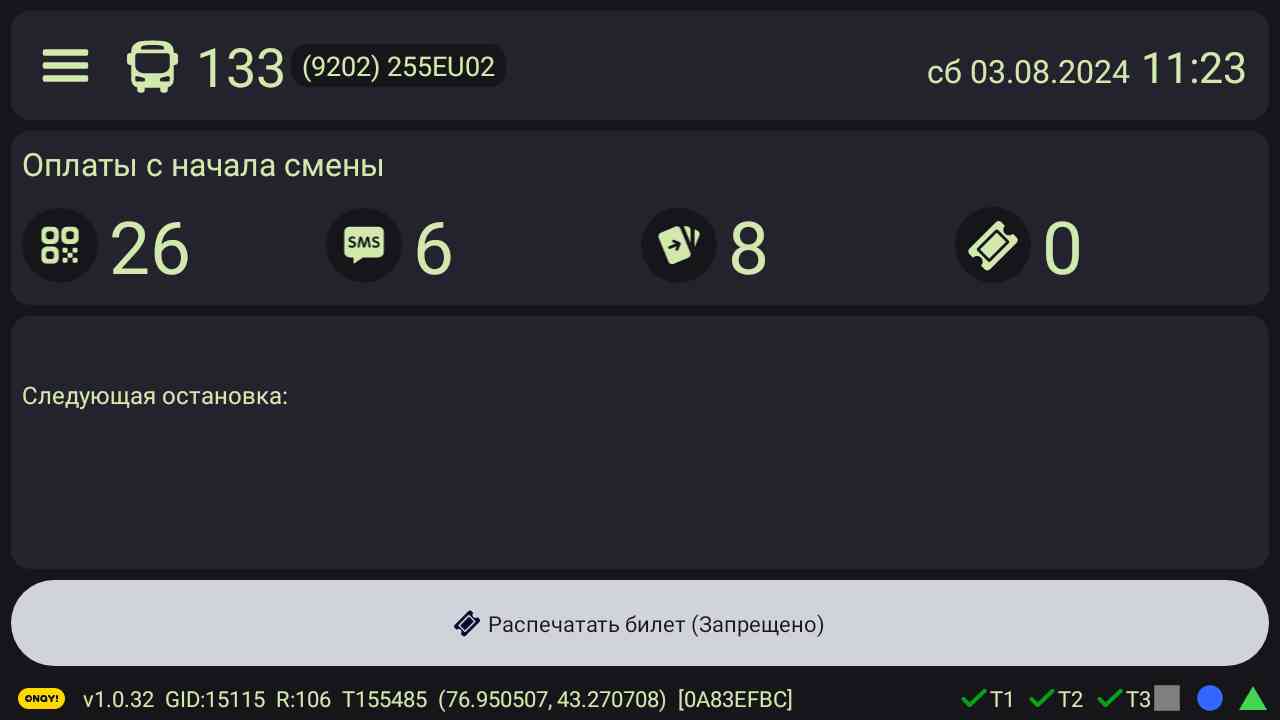 133 (9202) 255EU02 сб 03.08.2024 11:23
Оплаты с начала смены
26 SMS 6 8 0
Следующая остановка:
Распечатать билет (Запрещено)
ONAY! v1.0.32 GID:15115 R:106 T155485 (76.950507, 43.270708) [0A83EFBC] T1 T2 T3